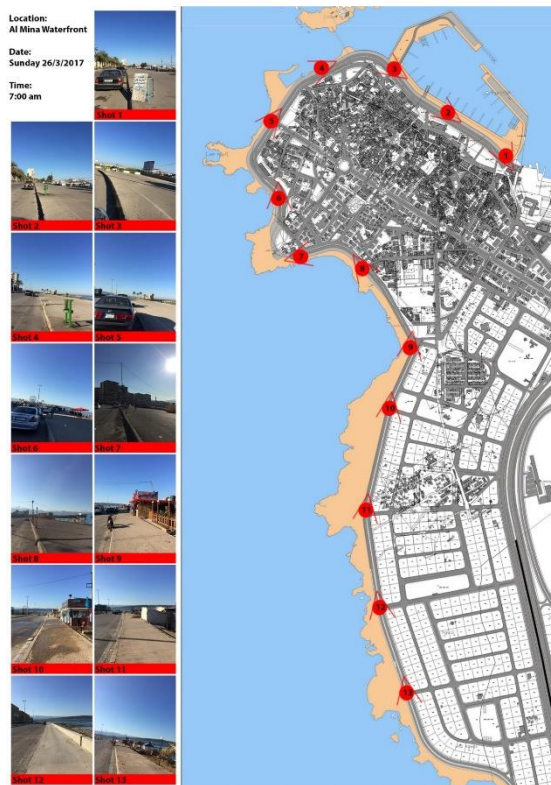 Location:
Al Mina Waterfront
Date:
Sunday 26/3/2017
Time:
7:00 am
Shot 1
Shot 2
Shot 3
Shot 4
Shot 5
Shot 6
Shot 7
Shot 8
Shot 9
Shot 10
Shot 11
Shot 12
Shot 13
1
2
3
4
5
6
7
8
9
10
11
12
13